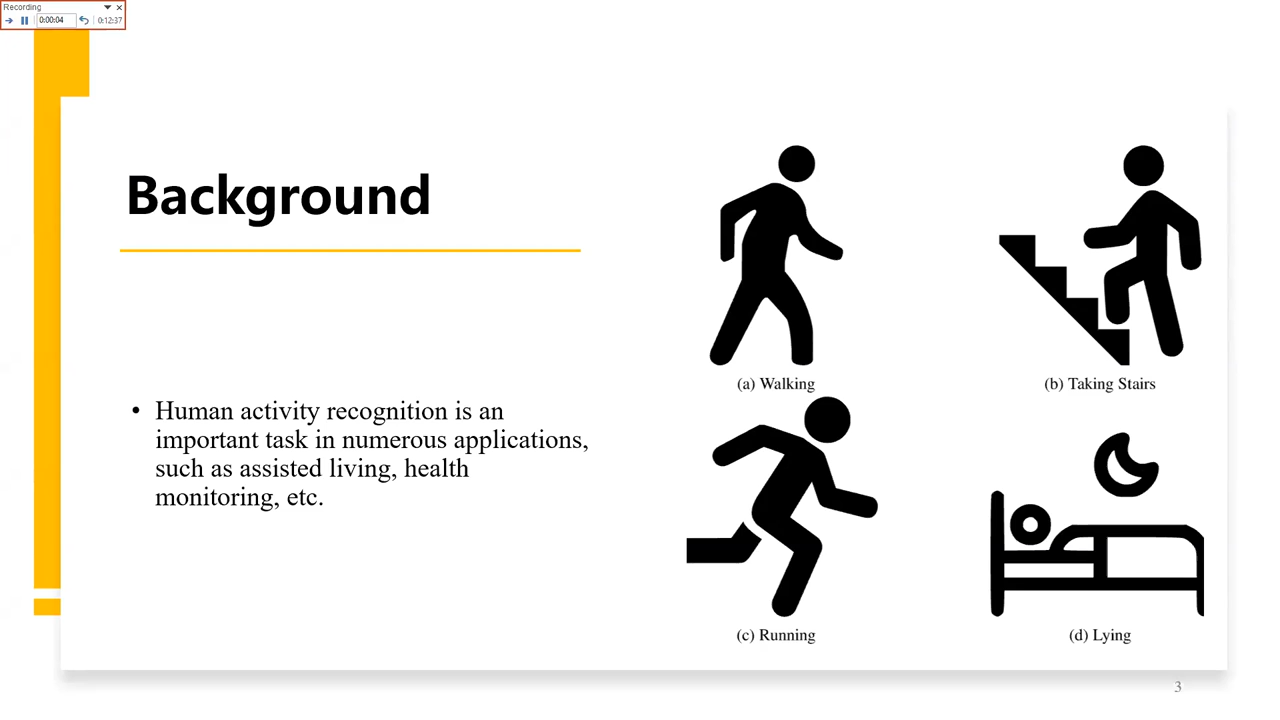 Recording
0:00:04
0:12:37
Background
• Human activity recognition is an
important task in numerous applications,
such as assisted living, health
monitoring, etc.
(a) Walking
(b) Taking Stairs
(c) Running
(d) Lying
3